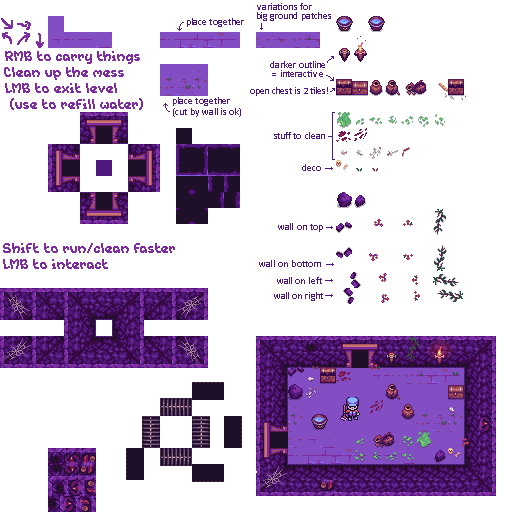 variations for
big ground patches
place together
RMB to carry things
Clean up the mess
LMB to exit level
(use to refill water)
darker outline
= interactive
open chest is 2 tiles!
place together
(cut by wall is ok)
stuff to clean
deco
wall on top
Shift to run/clean faster
LMB to interact
wall on bottom
wall on left
wall on right